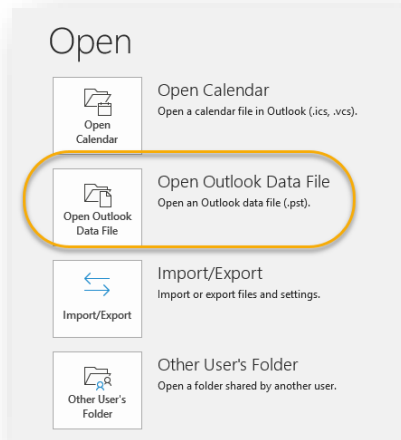 Open
Open
Calendar
Open Calendar
Open a calendar file in Outlook (.ics, .vcs).
Open Outlook
Data File
Open Outlook Data File
Open an Outlook data file (.pst).
Import/Export
Import/Export
Import or export files and settings.
Other User's
Folder
Other User's Folder
Open a folder shared by another user.